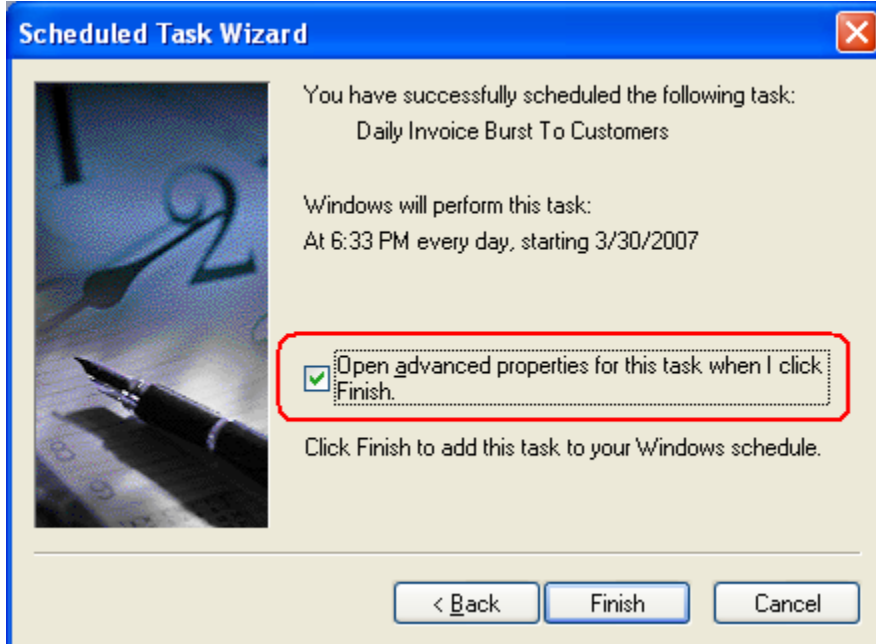 Scheduled Task Wizard
You have successfully scheduled the following task:
Daily Invoice Burst To Customers
Windows will perform this task:
At 6:33 PM every day, starting 3/30/2007
Open advanced properties for this task when I click
Finish.
Click Finish to add this task to your Windows schedule.
< Back
Finish
Cancel